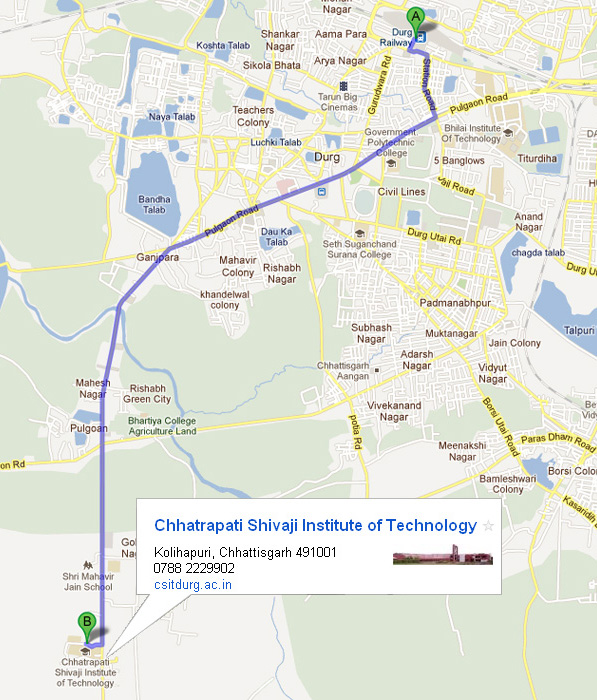 Mohan
Nagar
A
Durg
Railway
Shankar
Nagar
Aama Para
Koshta Talab
Arya Nagar
Sikola Bhata
Gurudwara Rd
Station Road
Tarun Big
Cinemas
Pulgaon Road
Teachers
Colony
Naya Talab
Government
Polytechnic
College
Bhilai Institute
Of Technology
Luchki Talab
Durg
5 Banglows
Titurdiha
Civil Lines
Bandha
Talab
Pulgaon Road
Dau Ka
Talab
Durg Utai Rd
Anand
Nagar
Seth Suganchand
Surana College
chagda talab
Ganjpara
Mahavir
Colony
Rishabh
Nagar
Durg Ut
khandelwal
colony
Padmanabhpur
Talpuri
Subhash
Nagar
Muktanagar
Jain Colony
Adarsh
Nagar
Chhattisgarh
Aangan
Vidyut
Nagar
Mahesh
Nagar
Rishabh
Green City
Vivekanand
Nagar
Borsi Utai Road
Pulgoan
Bhartiya College
Agriculture Land
potia Rd
Paras Dham Road
Meenakshi
Nagar
on Rd
Borsi Colo
Bamleshwari
Colony
Kasaridih
Chhatrapati Shivaji Institute of Technology
Kolihapuri, Chhattisgarh 491001
0788 2229902
csitdurg.ac.in
Shri Mahavir
Jain School
B
Chhatrapati
Shivaji Institute
of Technology